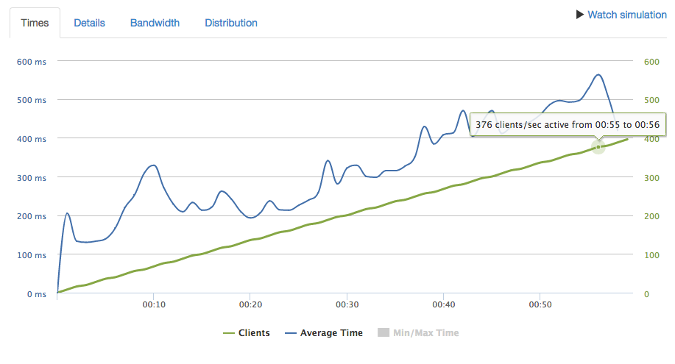 Times Details Bandwidth Distribution ▶ Watch simulation
600 ms 600
500 ms 500
376 clients/sec active from 00:55 to 00:56
400 ms 400
300 ms 300
200 ms 200
100 ms 100
0 ms 0
00:10 00:20 00:30 00:40 00:50
Clients Average Time Min/Max Time